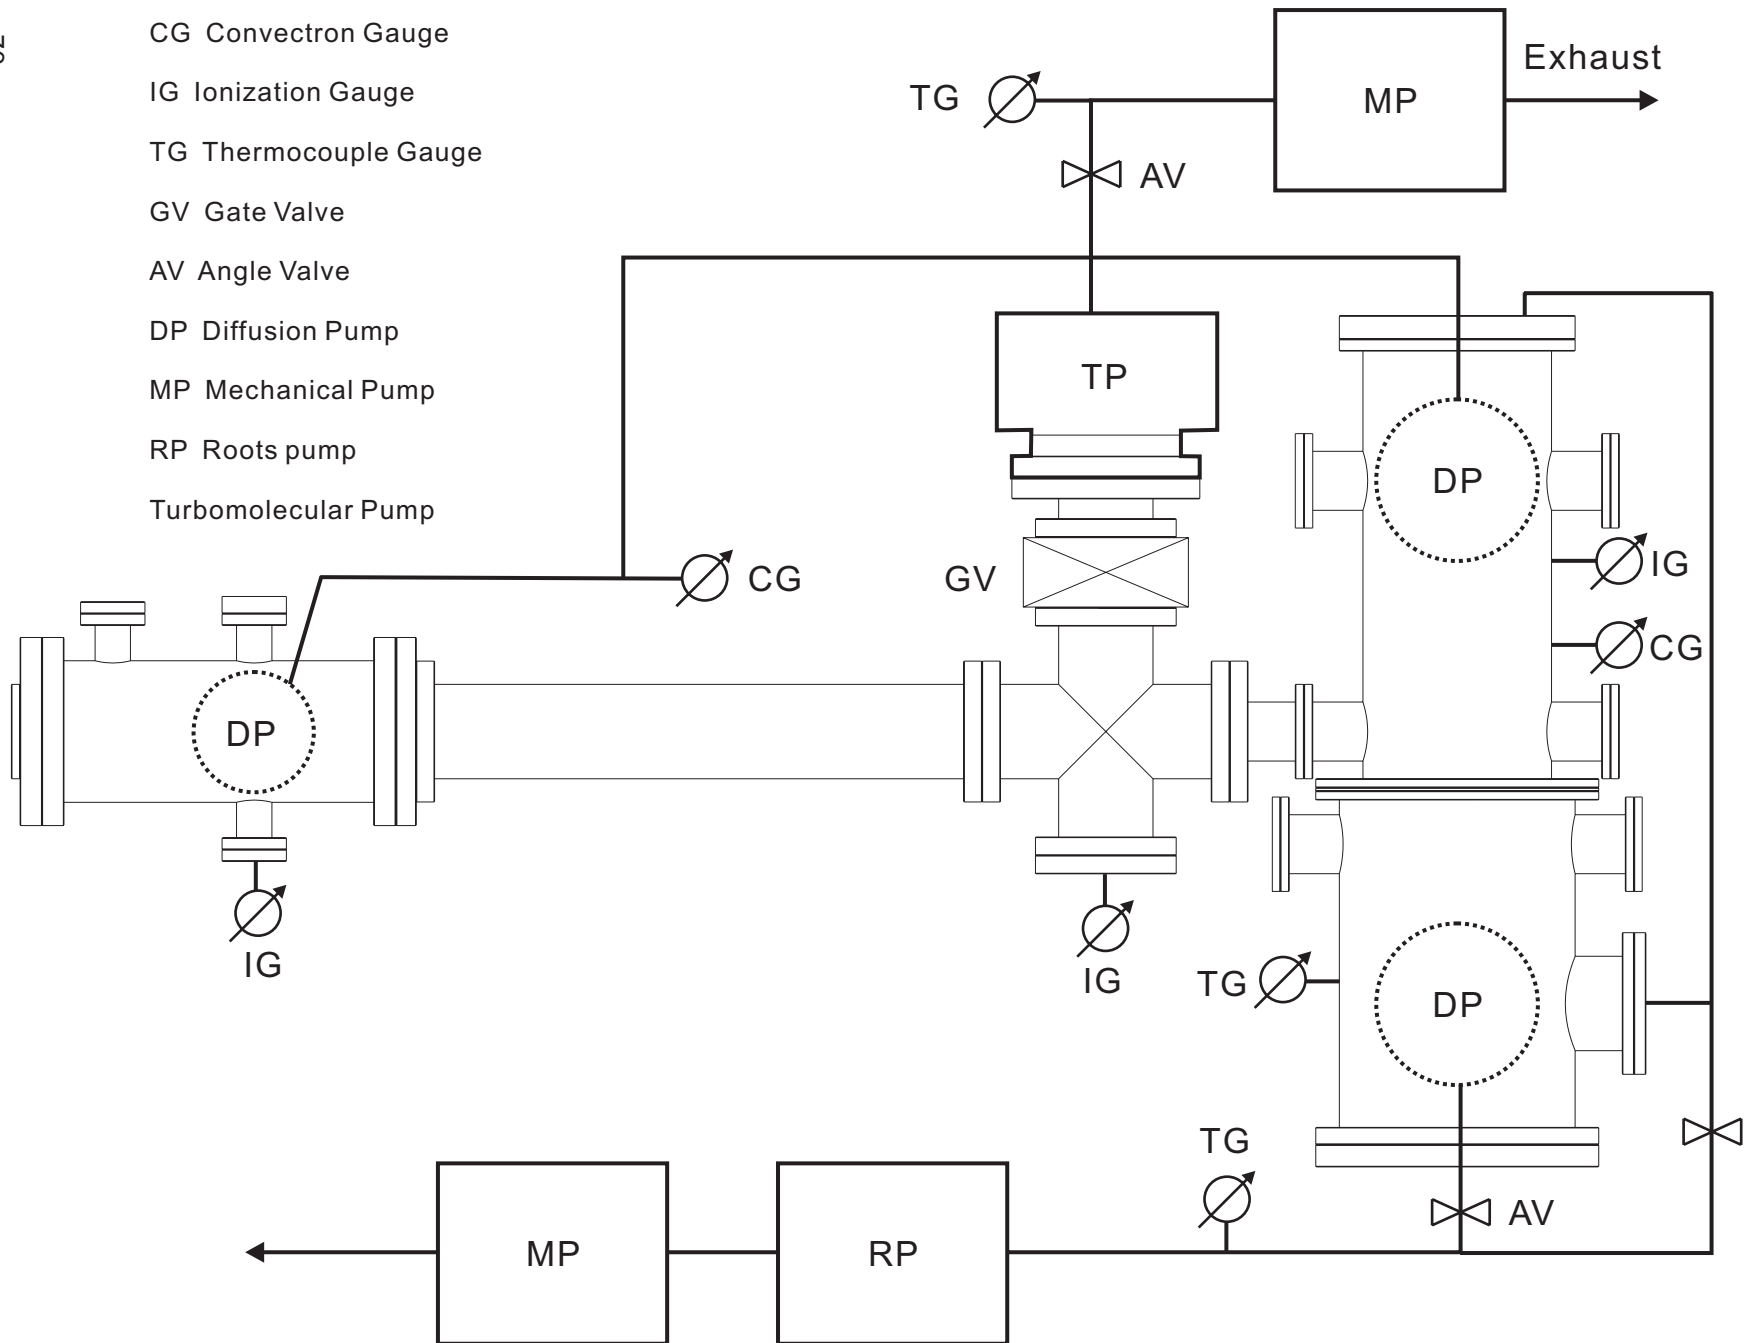 CG Convectron Gauge
IG Ionization Gauge
TG Thermocouple Gauge
GV Gate Valve
AV Angle Valve
DP Diffusion Pump
MP Mechanical Pump
RP Roots pump
Turbomolecular Pump
Exhaust
TG
MP
AV
TP
DP
CG
GV
IG
CG
DP
IG
IG
TG
DP
TG
AV
MP
RP